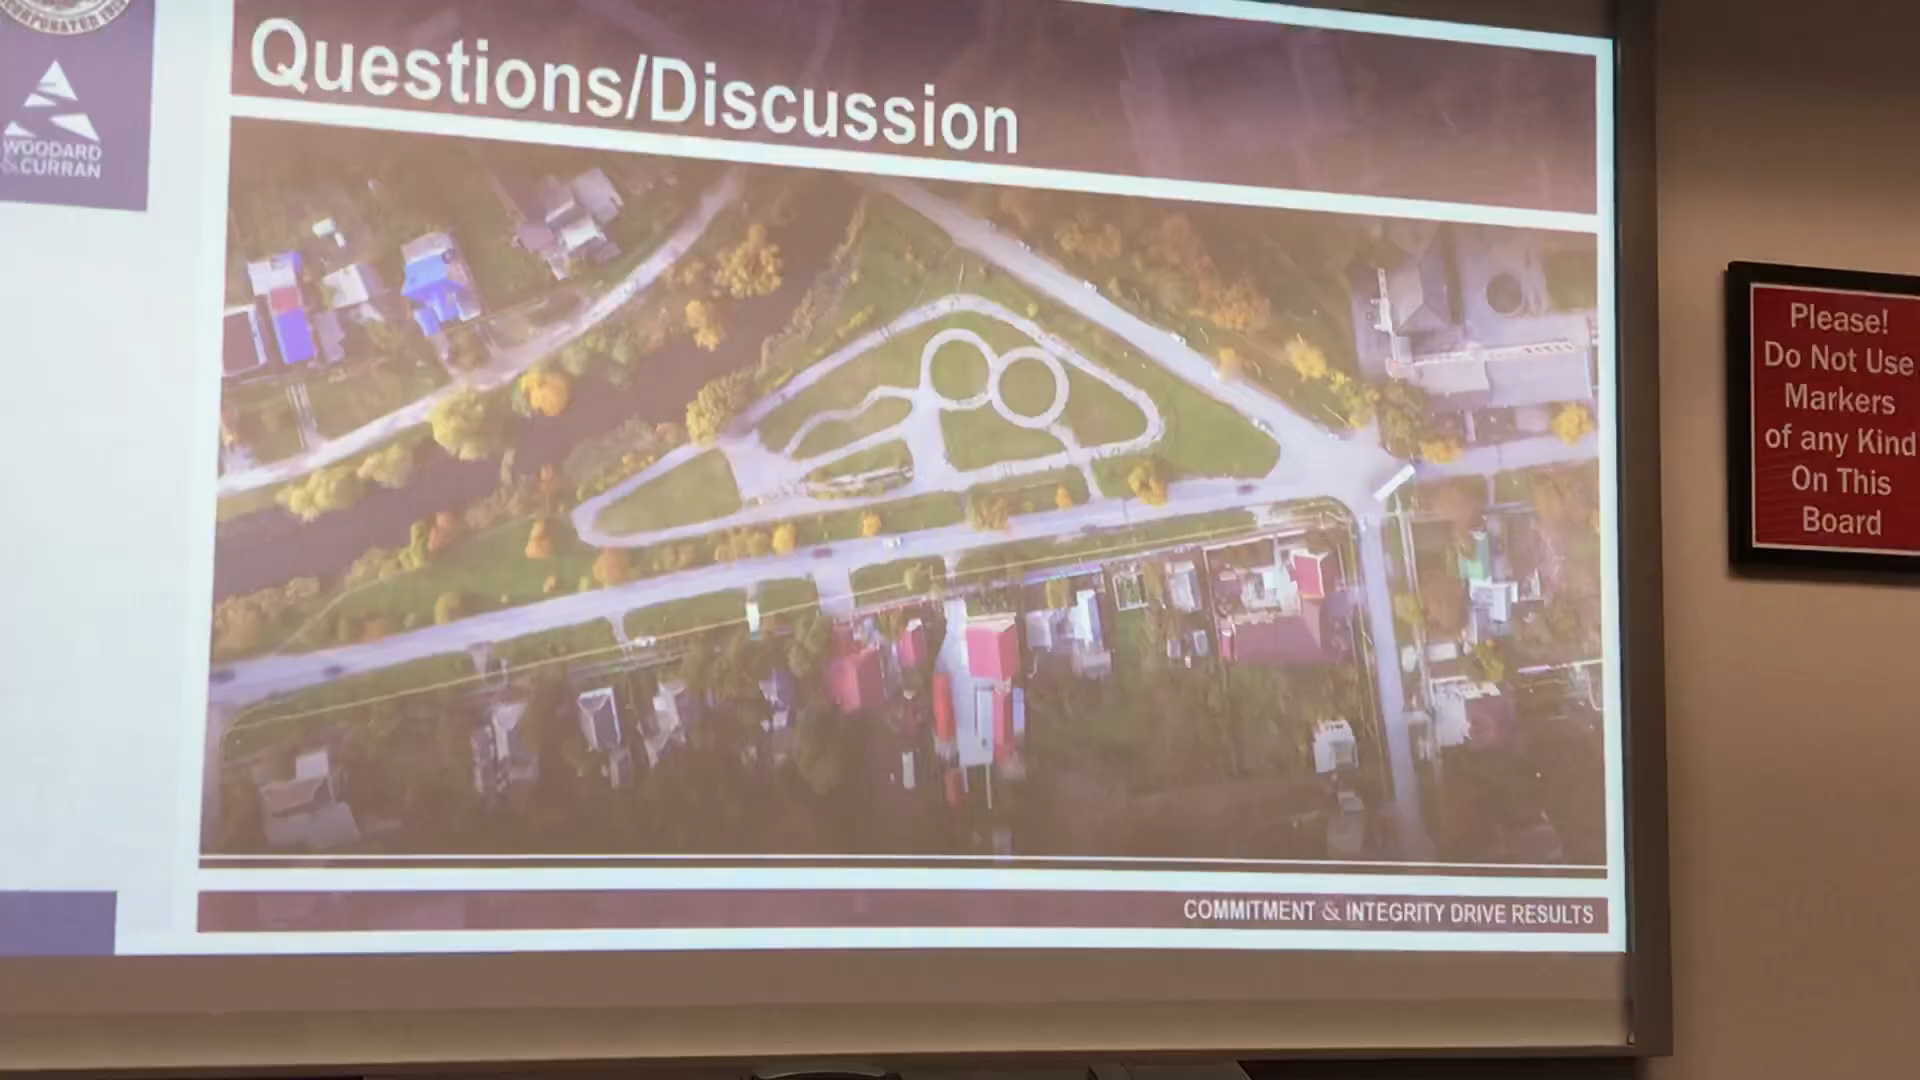 Questions/Discussion
WOODARD
&CURRAN
COMMITMENT & INTEGRITY DRIVE RESULTS
Please!
Do Not Use
Markers
of any Kind
On This
Board